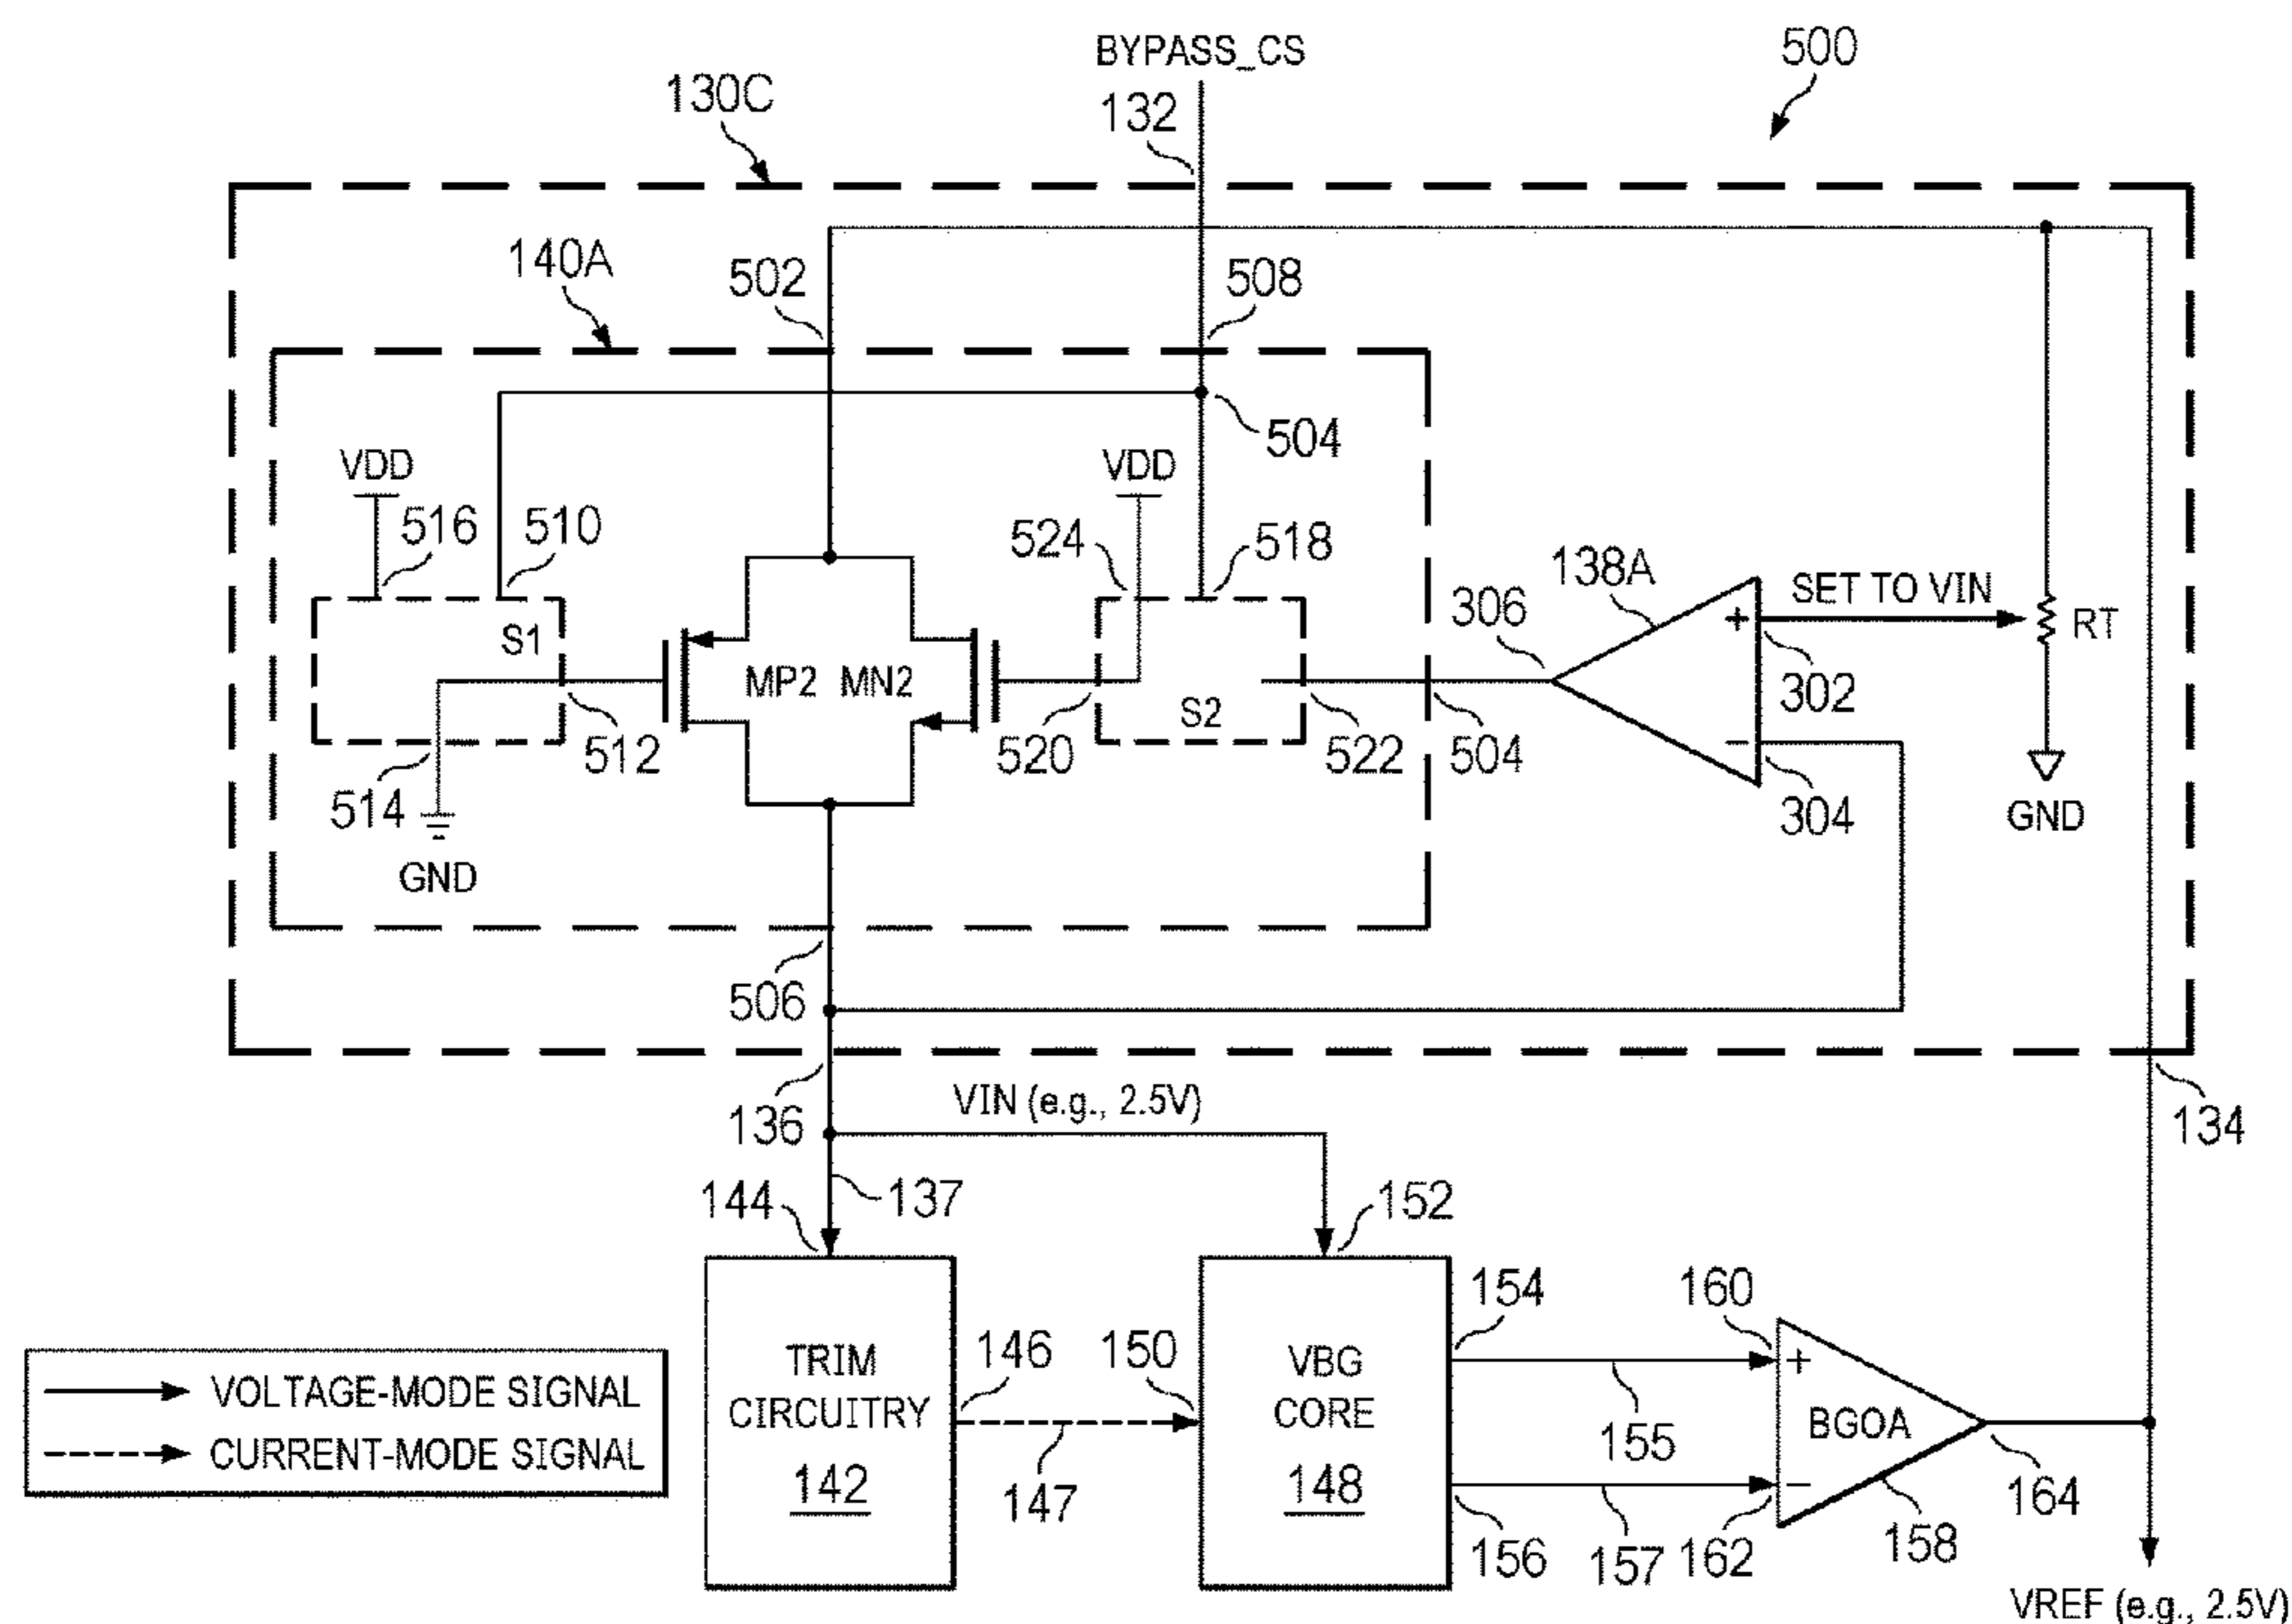 BYPASS_CS
500
130C
132
140A
502
508
504
VDD
VDD
516
510
524
518
138A
SET TO VIN
306
S1
MP2
MN2
S2
+
302
RT
512
520
522
504
−
304
514
GND
GND
506
136
VIN (e.g., 2.5V)
134
144
137
152
154
160
TRIM
CIRCUITRY
142
146
150
VBG
CORE
148
+
BGOA
−
155
147
156
157
162
158
164
VOLTAGE-MODE SIGNAL
CURRENT-MODE SIGNAL
VREF (e.g., 2.5V)